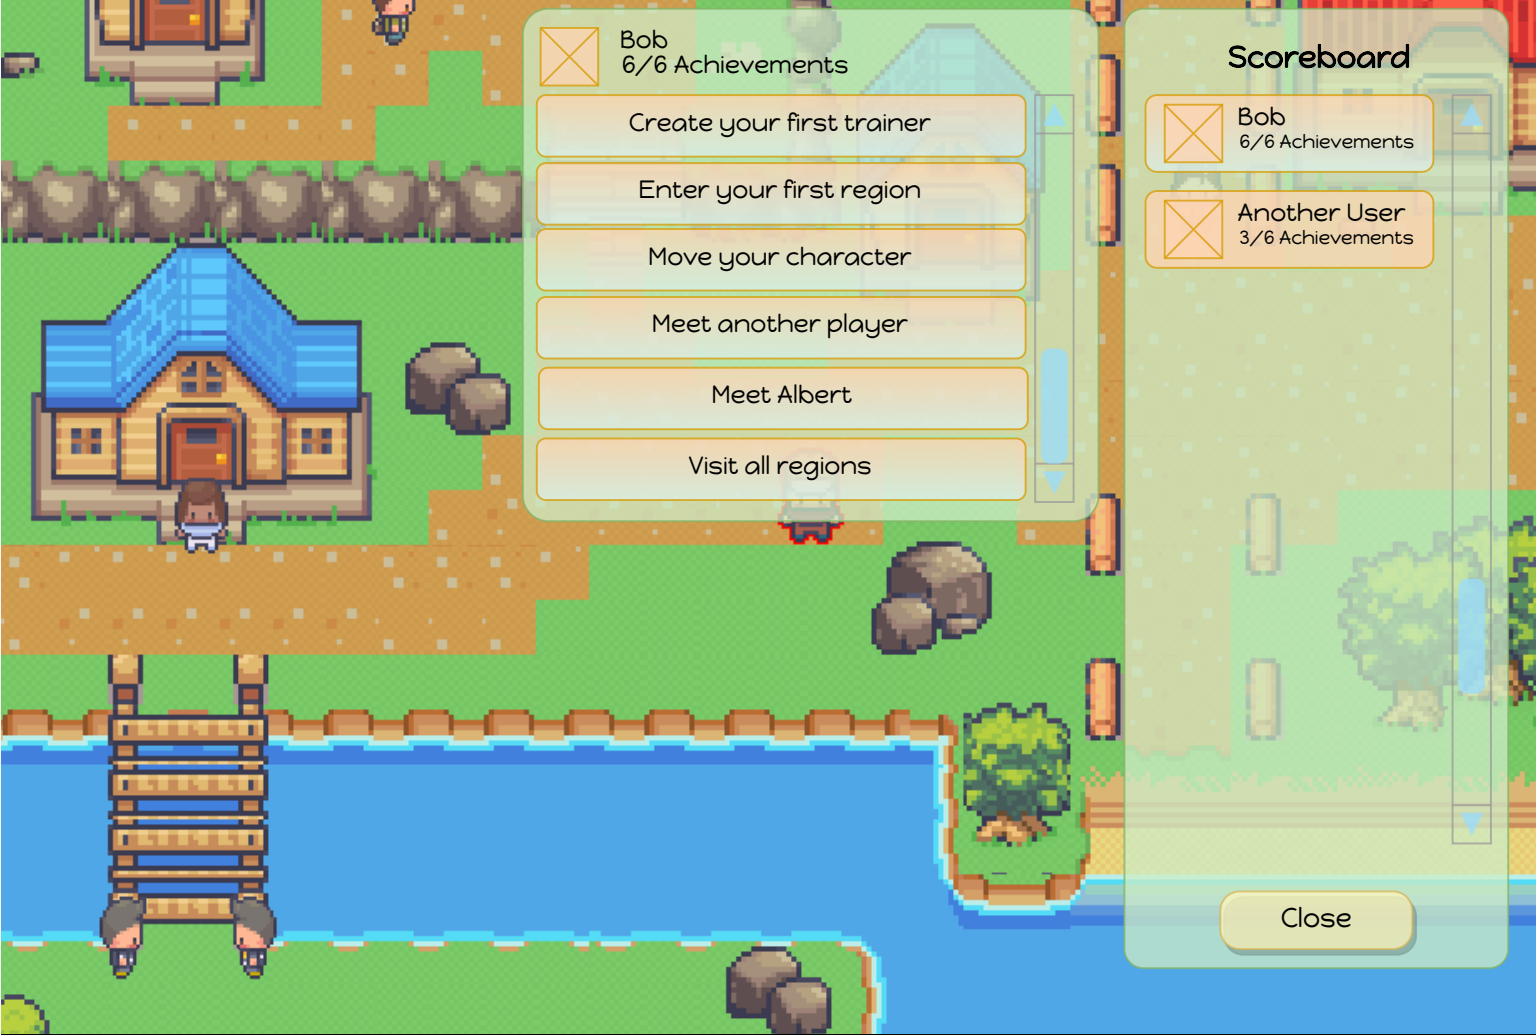 Bob
6/6 Achievements
Create your first trainer
Enter your first region
Move your character
Meet another player
Meet Albert
Visit all regions
Scoreboard
Bob
6/6 Achievements
Another User
3/6 Achievements
Close